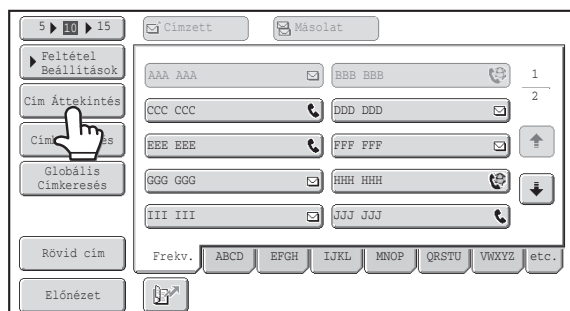 5 10 15
Címzett
Másolat
Feltétel
Beállítások
Cím Áttekintés
Globális
Címkeresés
Rövid cím
Előnézet
AAA AAA
BBB BBB
CCC CCC
DDD DDD
EEE EEE
FFF FFF
GGG GGG
HHH HHH
III III
JJJ JJJ
1
2
Frekv. ABCD EFGH IJKL MNOP QRSTU VWXYZ etc.